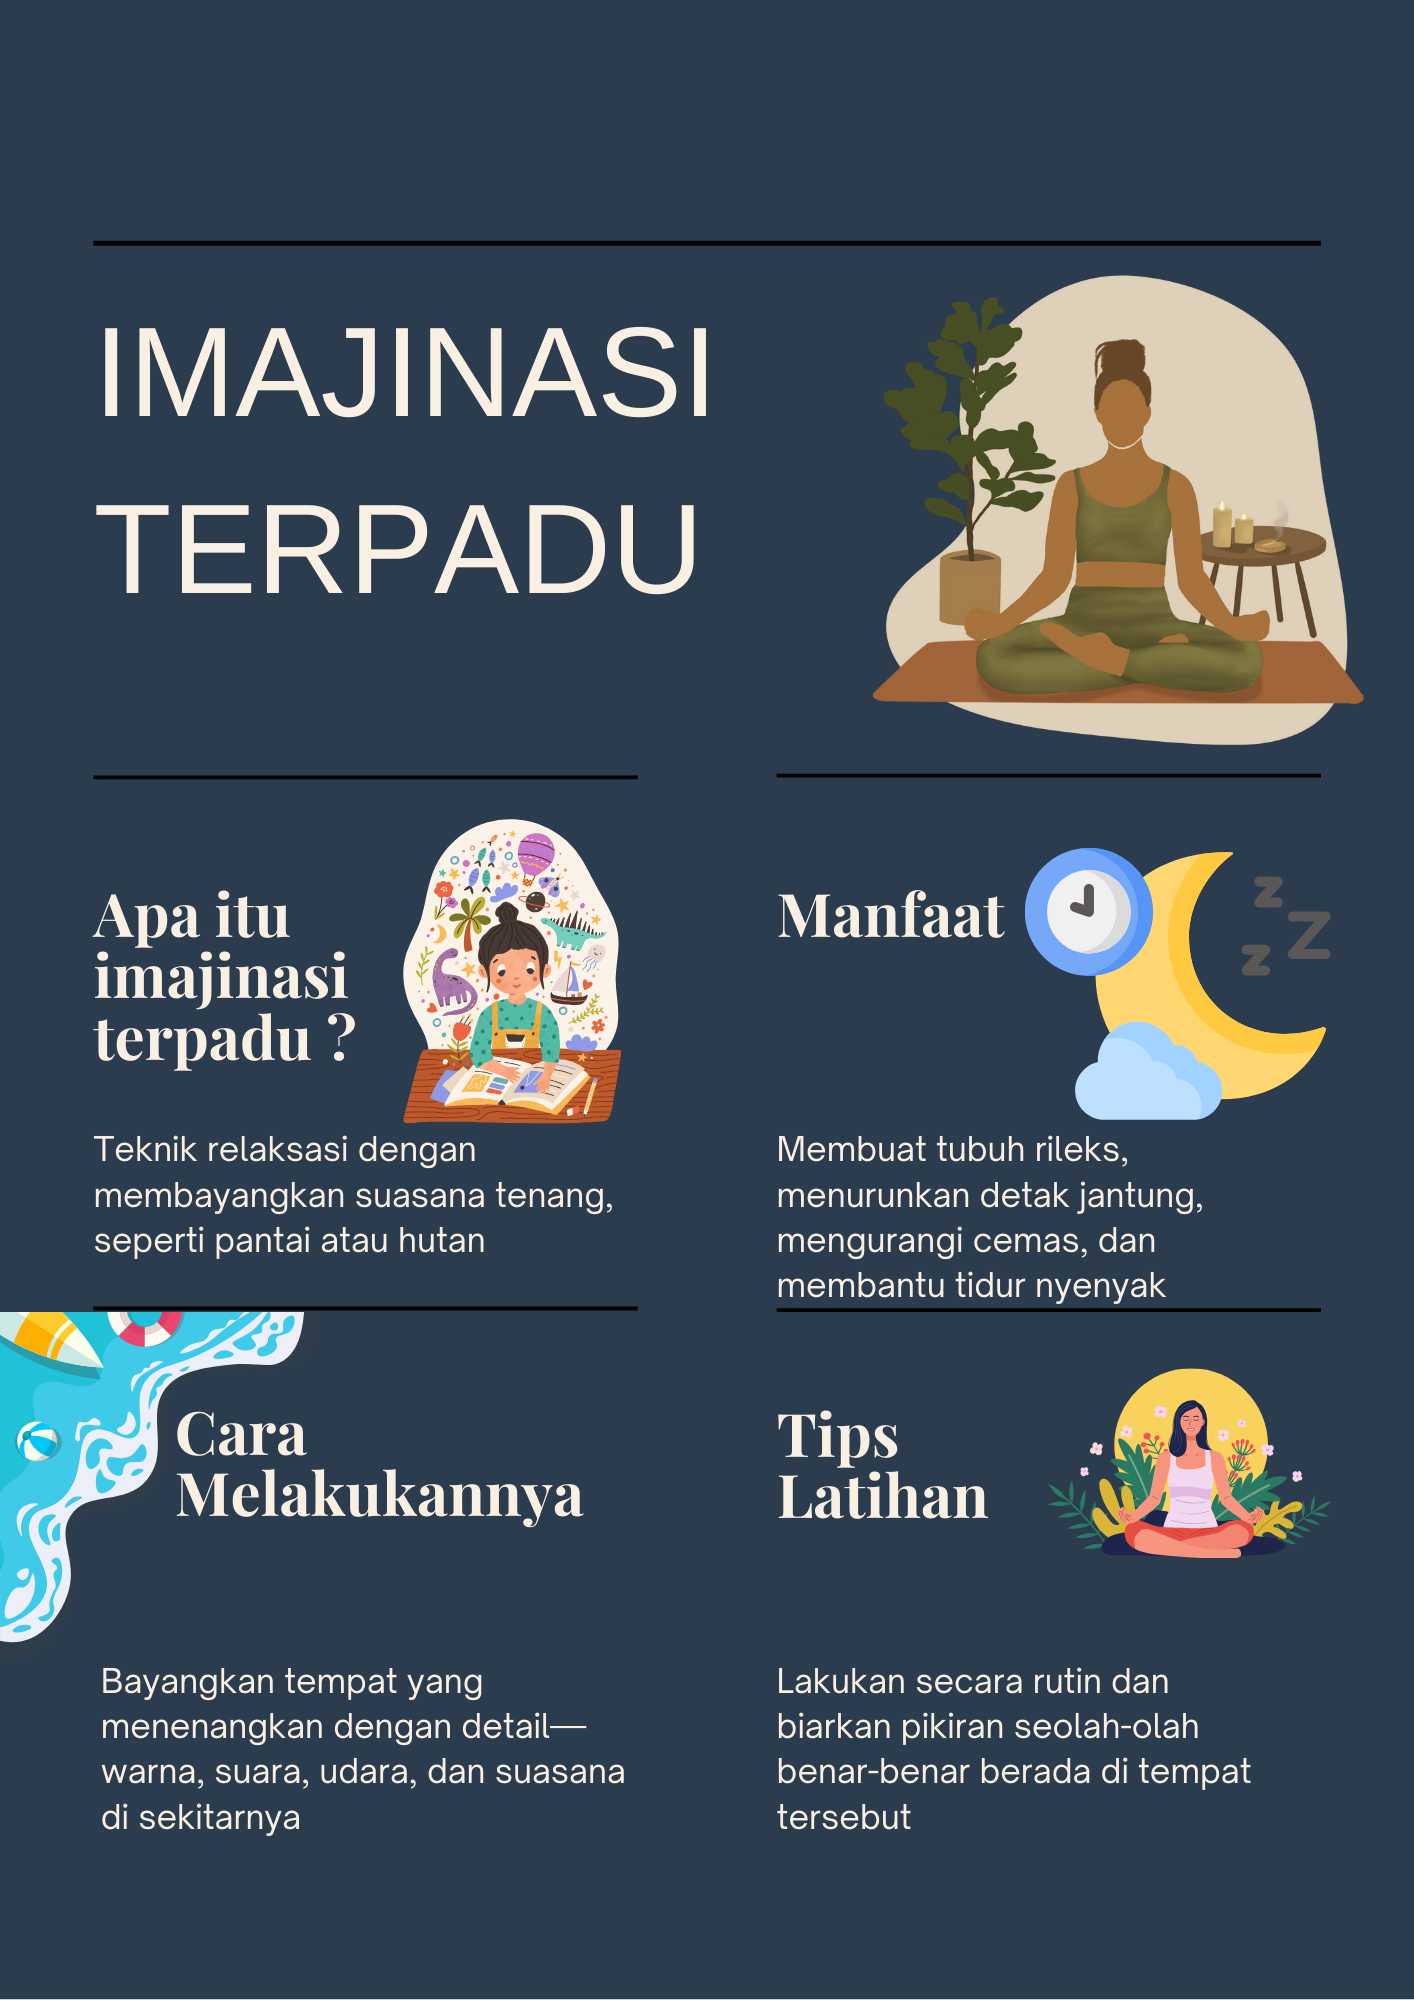 IMAJINASI
TERPADU
Apa itu
imajinasi
terpadu ?
Teknik relaksasi dengan
membayangkan suasana tenang,
seperti pantai atau hutan
Manfaat
z
Z
z
Membuat tubuh rileks,
menurunkan detak jantung,
mengurangi cemas, dan
membantu tidur nyenyak
Cara
Melakukannya
Bayangkan tempat yang
menenangkan dengan detail—
warna, suara, udara, dan suasana
di sekitarnya
Tips
Latihan
Lakukan secara rutin dan
biarkan pikiran seolah-olah
benar-benar berada di tempat
tersebut